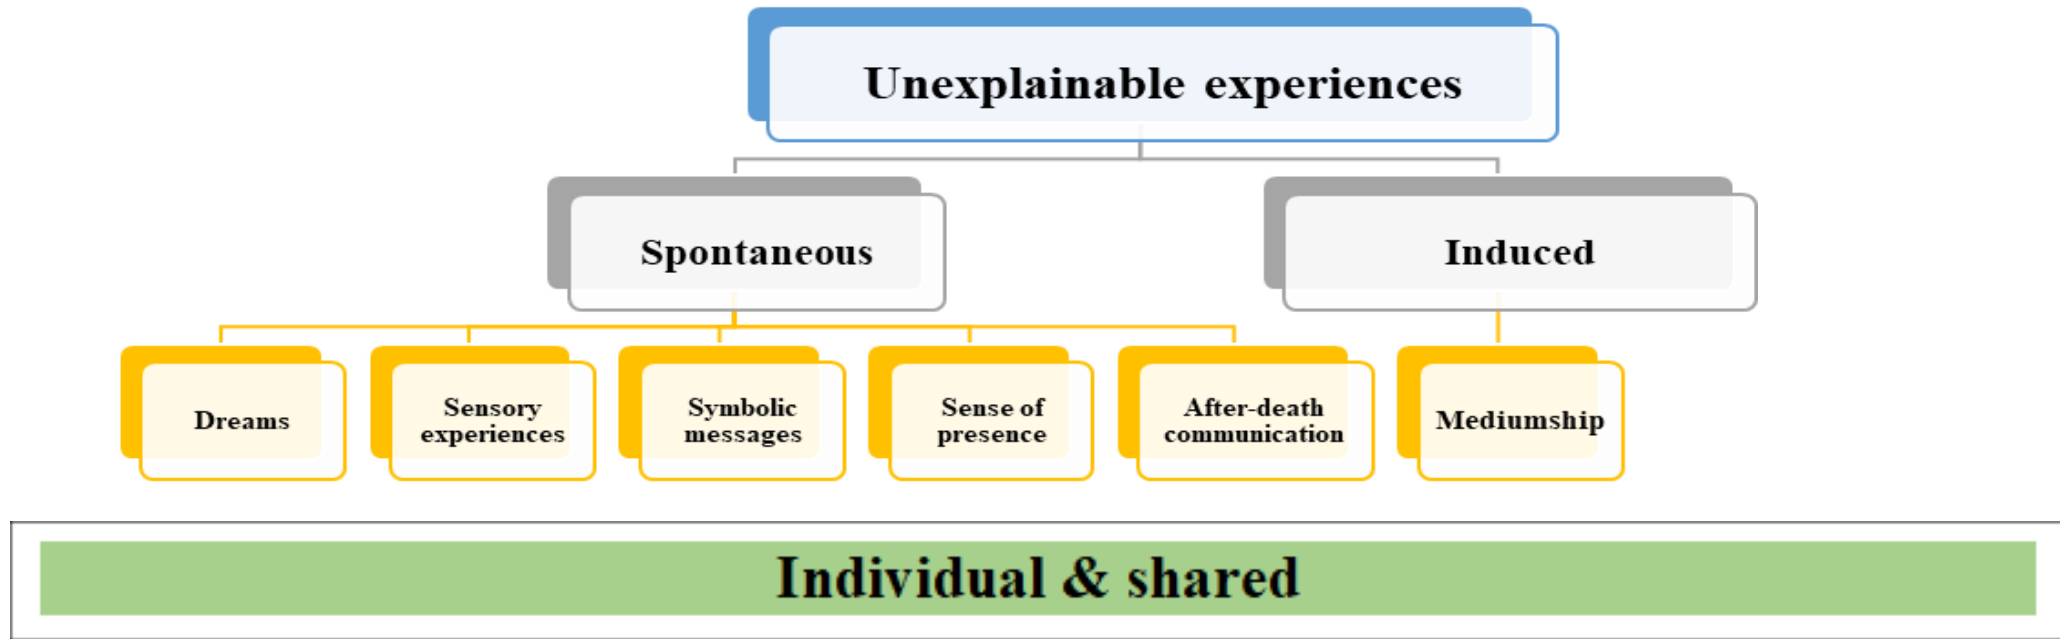 Unexplainable experiences
Spontaneous
Induced
Dreams
Sensory
experiences
Symbolic
messages
Sense of
presence
After-death
communication
Mediumship
Individual & shared